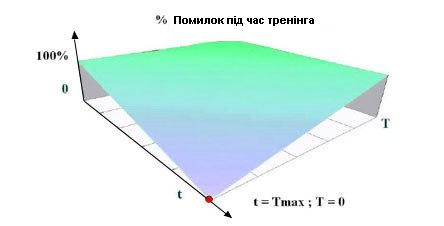 % Помилок під час тренінга
100%
0
T
t
t = Tmax ; T = 0